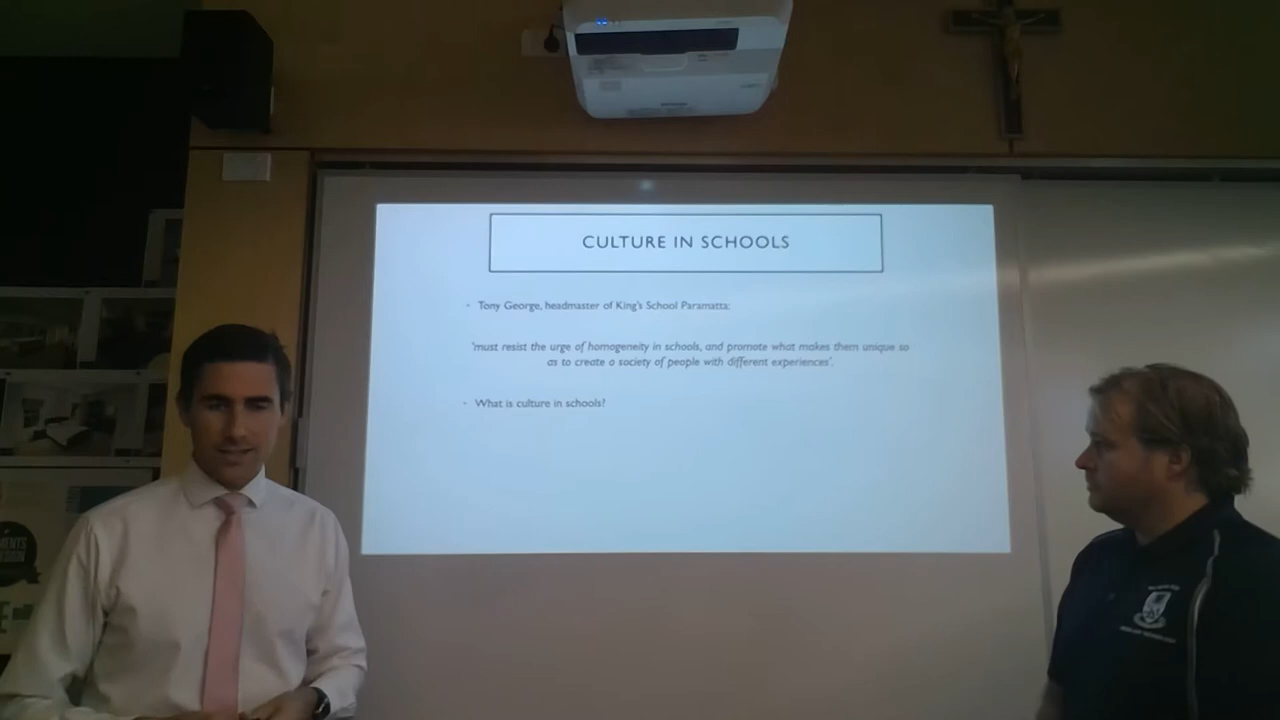 CULTURE IN SCHOOLS
• Tony George, headmaster of King's School Paramatta:
'must resist the urge of homogeneity in schools, and promote what makes them unique so
as to create a society of people with different experiences'.
• What is culture in schools?